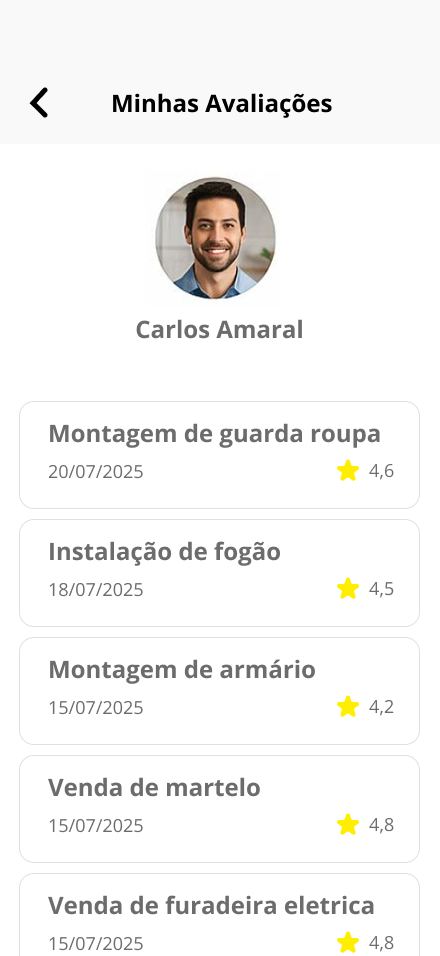 Minhas Avaliações
Carlos Amaral
Montagem de guarda roupa
20/07/2025 4,6
Instalação de fogão
18/07/2025 4,5
Montagem de armário
15/07/2025 4,2
Venda de martelo
15/07/2025 4,8
Venda de furadeira eletrica
15/07/2025 4,8